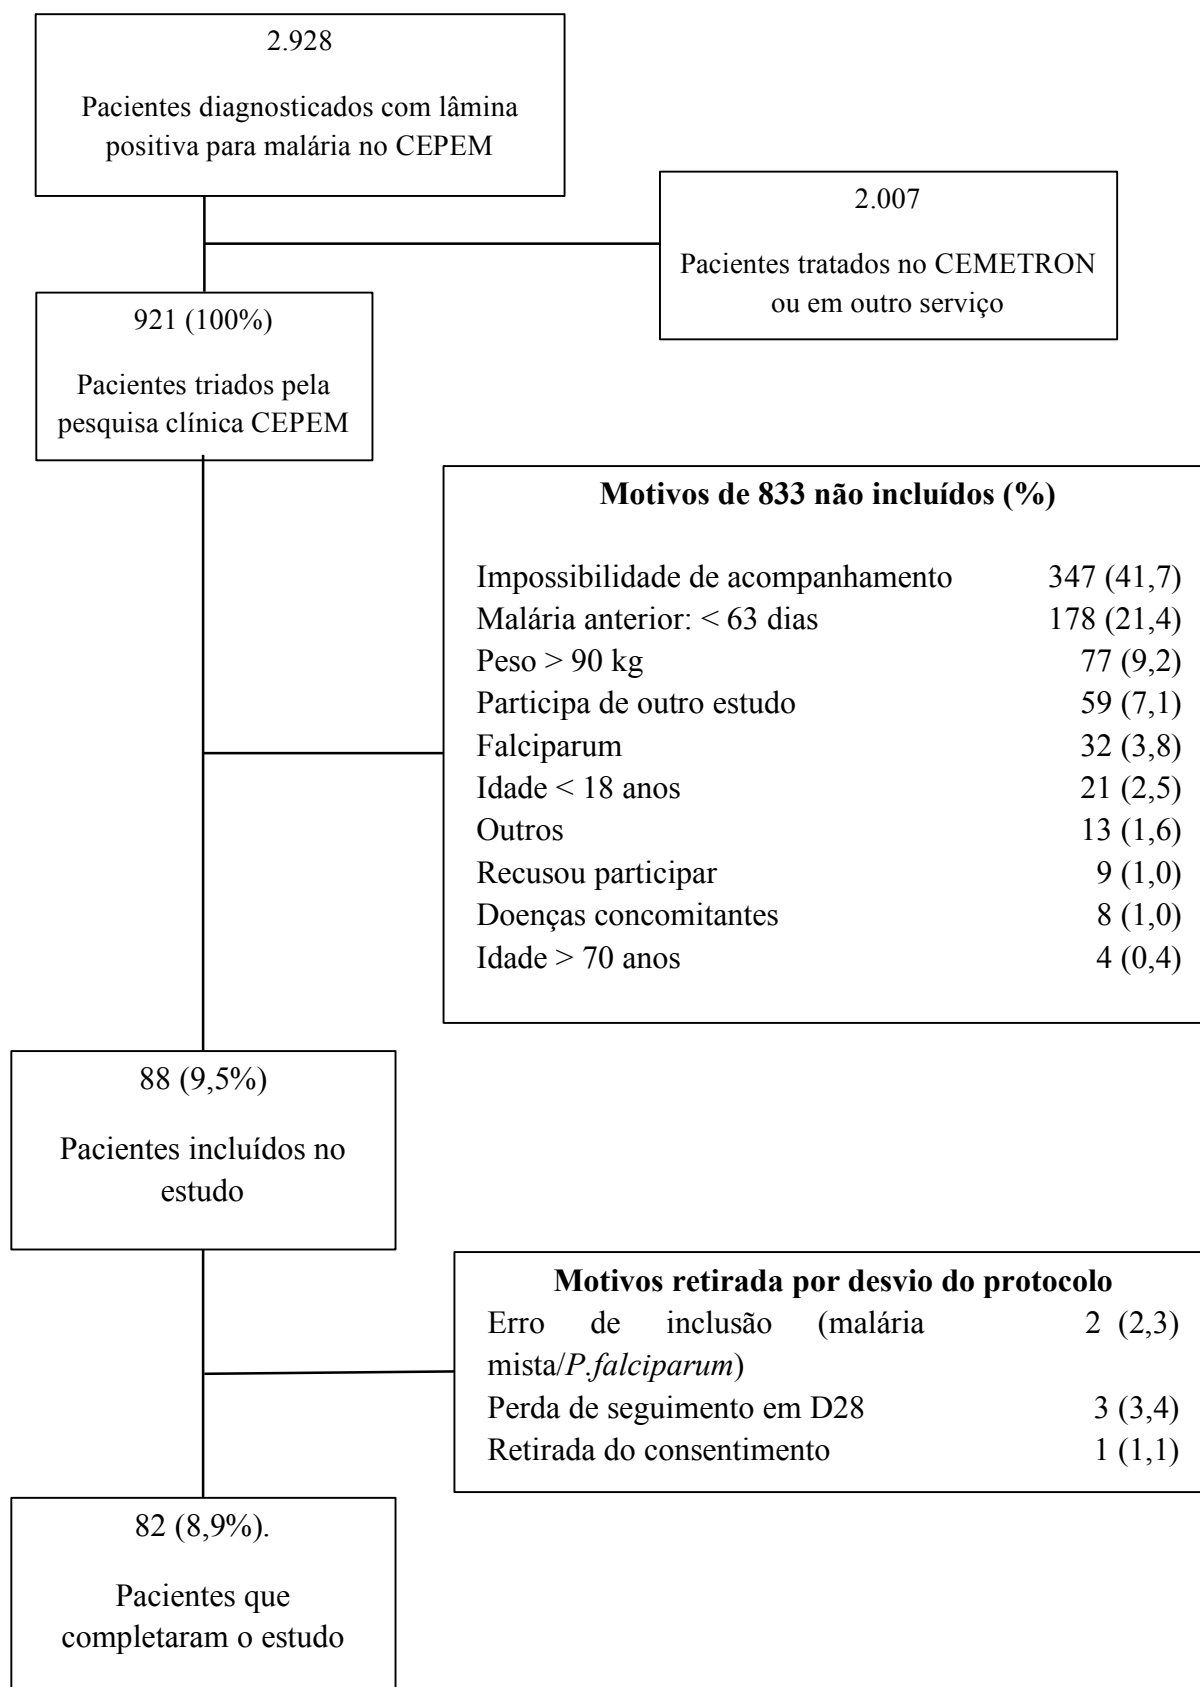 2.928
Pacientes diagnosticados com lâmina
positiva para malária no CEPEM
2.007
Pacientes tratados no CEMETRON
ou em outro serviço
921 (100%)
Pacientes triados pela
pesquisa clínica CEPEM
Motivos de 833 não incluídos (%)
Impossibilidade de acompanhamento 347 (41,7)
Malária anterior: < 63 dias 178 (21,4)
Peso > 90 kg 77 (9,2)
Participa de outro estudo 59 (7,1)
Falciparum 32 (3,8)
Idade < 18 anos 21 (2,5)
Outros 13 (1,6)
Recusou participar 9 (1,0)
Doenças concomitantes 8 (1,0)
Idade > 70 anos 4 (0,4)
88 (9,5%)
Pacientes incluídos no
estudo
Motivos retirada por desvio do protocolo
Erro de inclusão (malária 2 (2,3)
mista/P.falciparum)
Perda de seguimento em D28 3 (3,4)
Retirada do consentimento 1 (1,1)
82 (8,9%).
Pacientes que
completaram o estudo